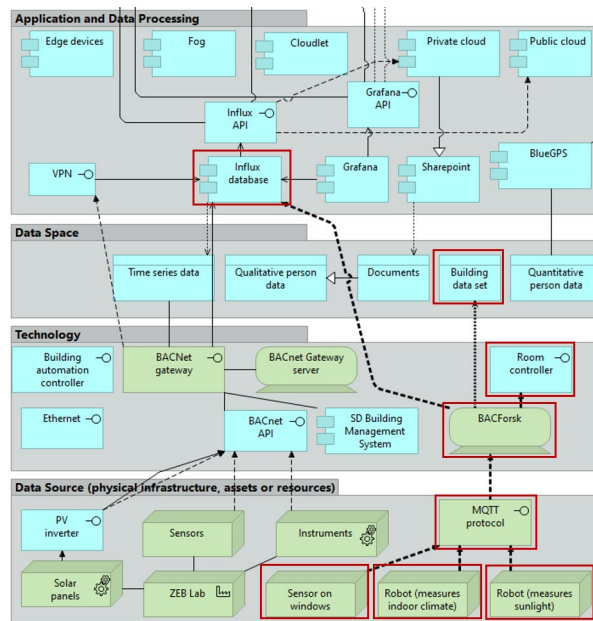 Application and Data Processing
Edge devices
Fog
Cloudlet
Private cloud
Public cloud
Influx
API
Grafana
API
VPN
Influx
database
Grafana
Sharepoint
BlueGPS
Data Space
Time series data
Qualitative person
data
Documents
Building
data set
Quantitative
person data
Technology
Building
automation
controller
BACNet
gateway
BACnet Gateway
server
Room
controller
Ethernet
BACnet
API
SD Building
Management
System
BACForsk
Data Source (physical infrastructure, assets or resources)
PV
inverter
Sensors
Instruments
MQTT
protocol
Solar
panels
ZEB Lab
Sensor on
windows
Robot (measures
indoor climate)
Robot (measures
sunlight)